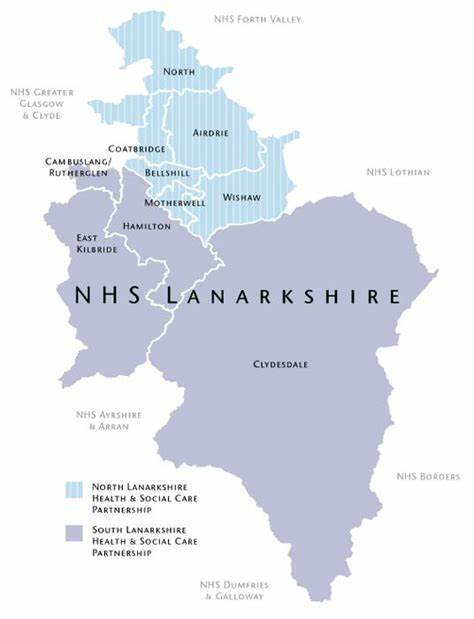 NHS Forth Valley
North
NHS Greater
Glasgow
& Clyde
Airdrie
Coatbridge
Cambuslang/
Rutherglen
Bellshill
NHS Lothian
Motherwell
Wishaw
Hamilton
East
Kilbride
NHS Lanarkshire
Clydesdale
NHS Ayrshire
& Arran
NHS Borders
North Lanarkshire
Health & Social Care
Partnership
South Lanarkshire
Health & Social Care
Partnership
NHS Dumfries
& Galloway